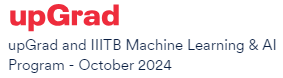 upGrad
upGrad and IIITB Machine Learning & AI
Program - October 2024